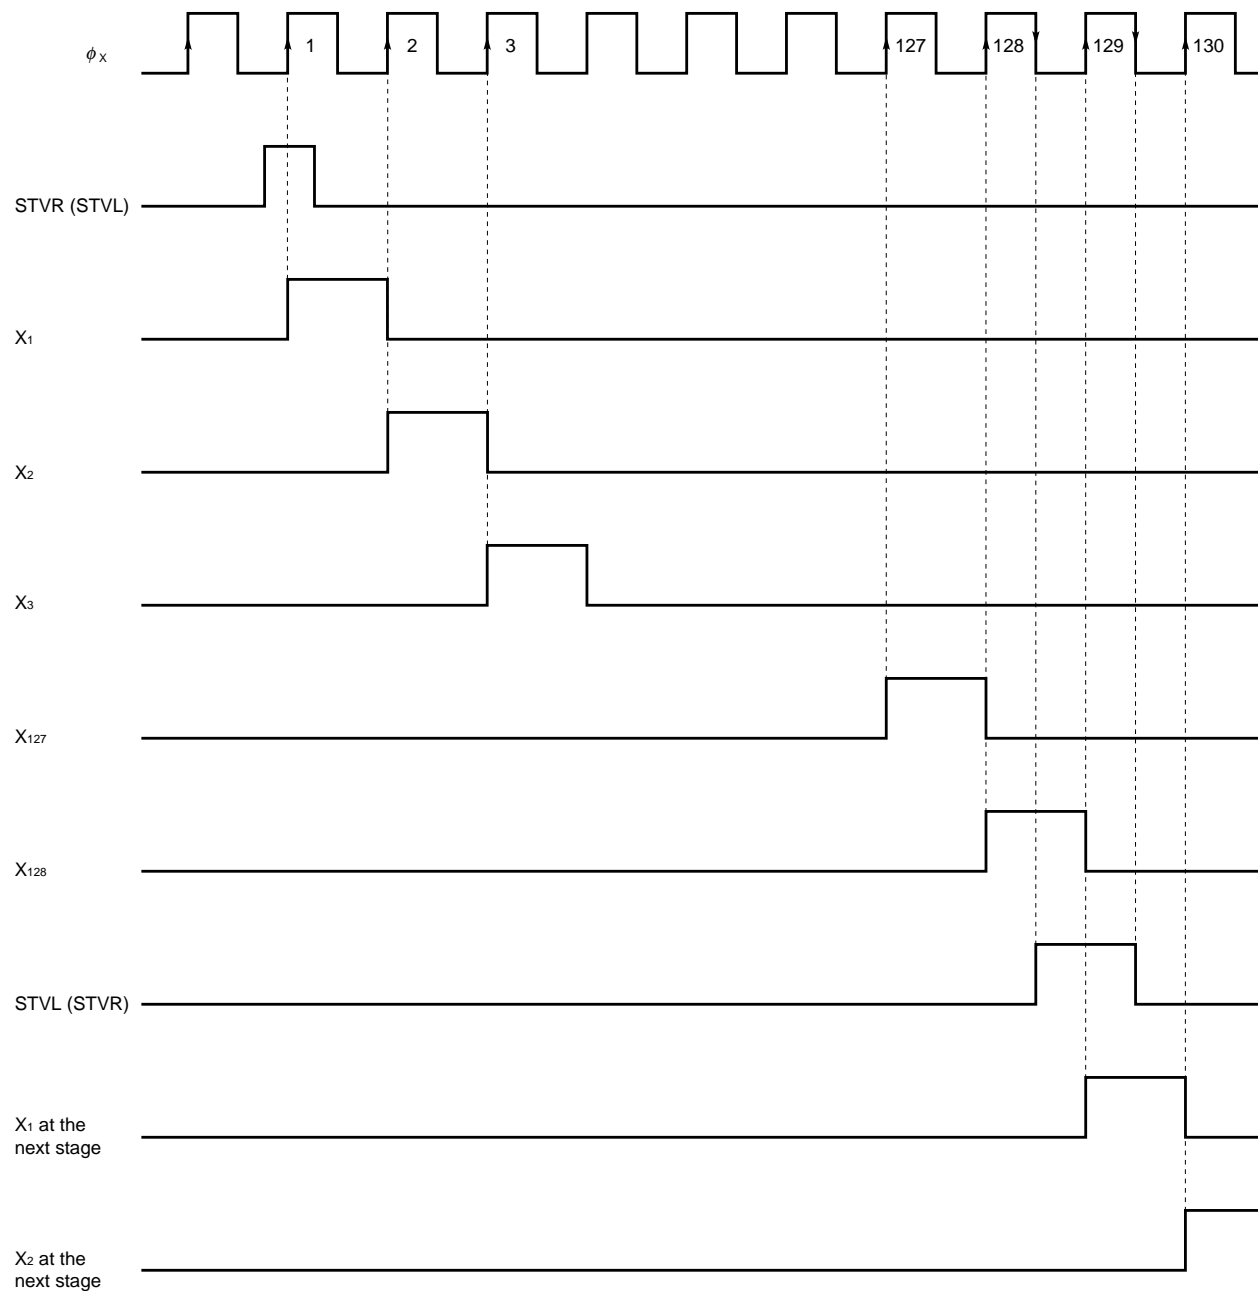 ϕX
1 2 3 127 128 129 130
STVR (STVL)
X1
X2
X3
X127
X128
STVL (STVR)
X1 at the
next stage
X2 at the
next stage